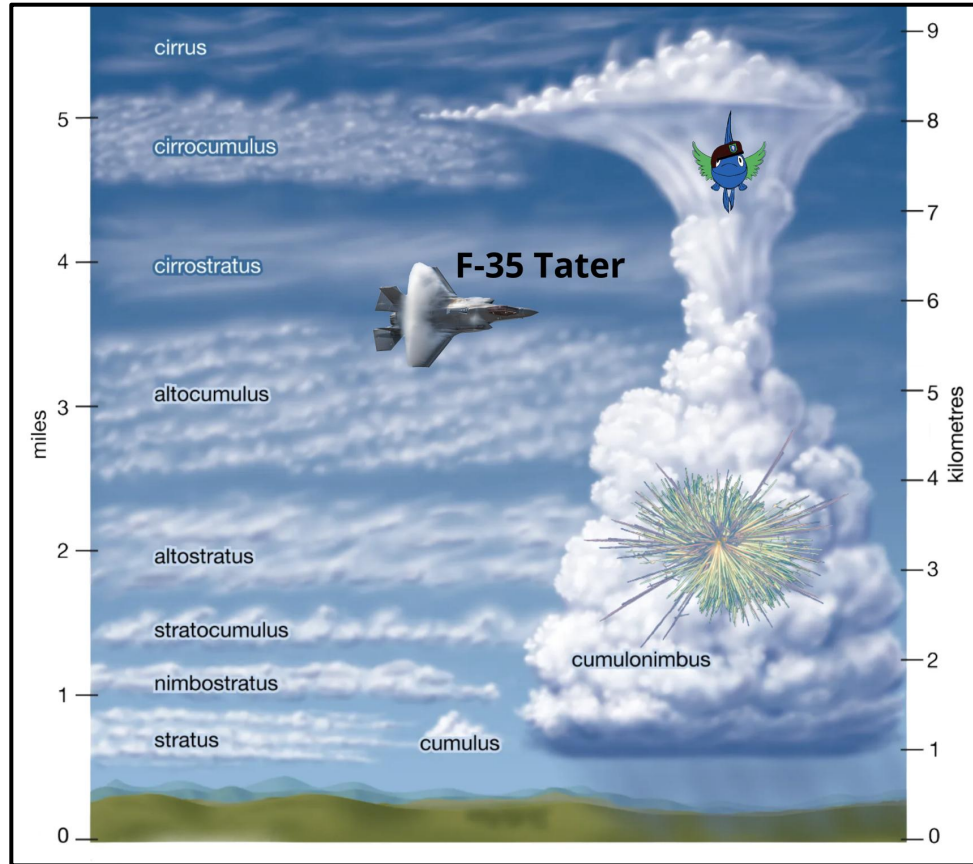 cirrus
9
5
8
cirrocumulus
7
4
cirrostratus
F-35 Tater
6
altocumulus
5
3
miles
kilometres
4
2
altostratus
3
stratocumulus
cumulonimbus
2
nimbostratus
1
stratus
cumulus
1
0
0